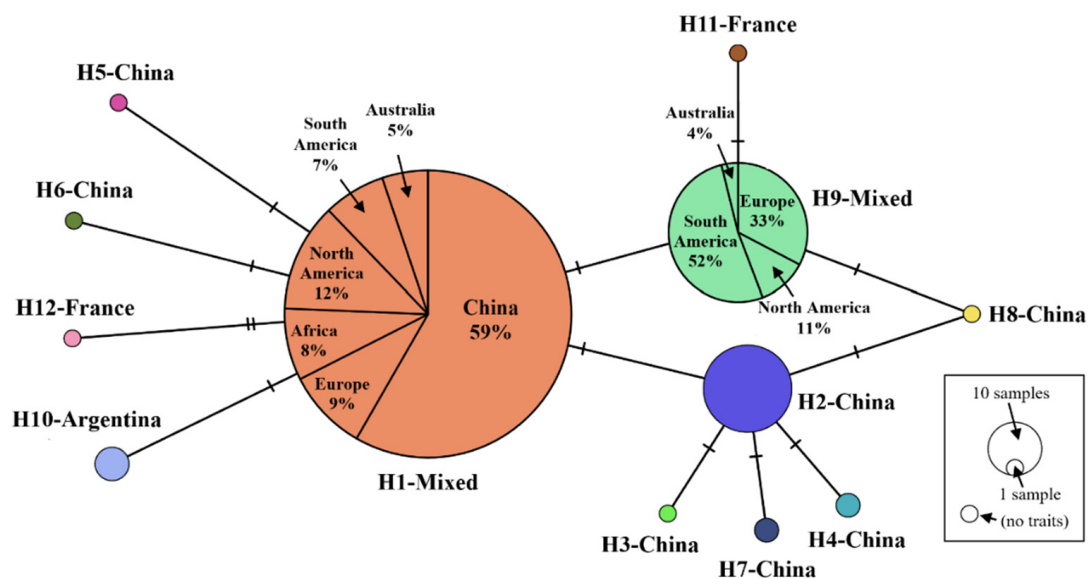 H11-France
H5-China
Australia
5%
South
America
7%
Australia
4%
H6-China
H9-Mixed
Europe
33%
South
America
52%
North
America
12%
China
59%
North America
11%
H12-France
H8-China
Africa
8%
Europe
9%
H2-China
10 samples
H10-Argentina
H1-Mixed
1 sample
(no traits)
H3-China
H4-China
H7-China